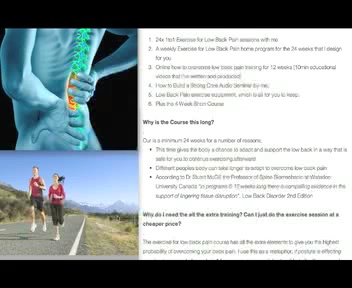 1. 24x 1to1 Exercise for Low Back Pain sessions with me
2. A weekly Exercise for Low Back Pain home program for the 24 weeks that I design
for you
3. Online how to overcome low back pain training for 12 weeks [10min educational
videos that I've written and produced]
4. How to Build a Strong Core Audio Seminar (by me)
5. Low Back Pain exercise equipment, which is all for you to keep.
6. Plus the 4 Week Short Course
Why is the Course this long?
Our is a minimum 24 weeks for a number of reasons:
• This time gives the body a chance to adapt and support the low back in a way that is
safe for you to continue exercising afterward
• Different peoples body can take longer to adapt to overcome low back pain
• According to Dr Stuart McGill the Professor of Spine Biomechanics at Waterloo
University Canada "in programs 6-12 weeks long there is compelling evidence in the
support of lingering tissue disruption". Low Back Disorder 2nd Edition
Why do I need the all the extra training? Can I just do the exercise session at a
cheaper price?
The exercise for low back pain course has all the extra elements to give you the highest
probability of overcoming your back pain. I use this as a metaphor, if posture is effecting